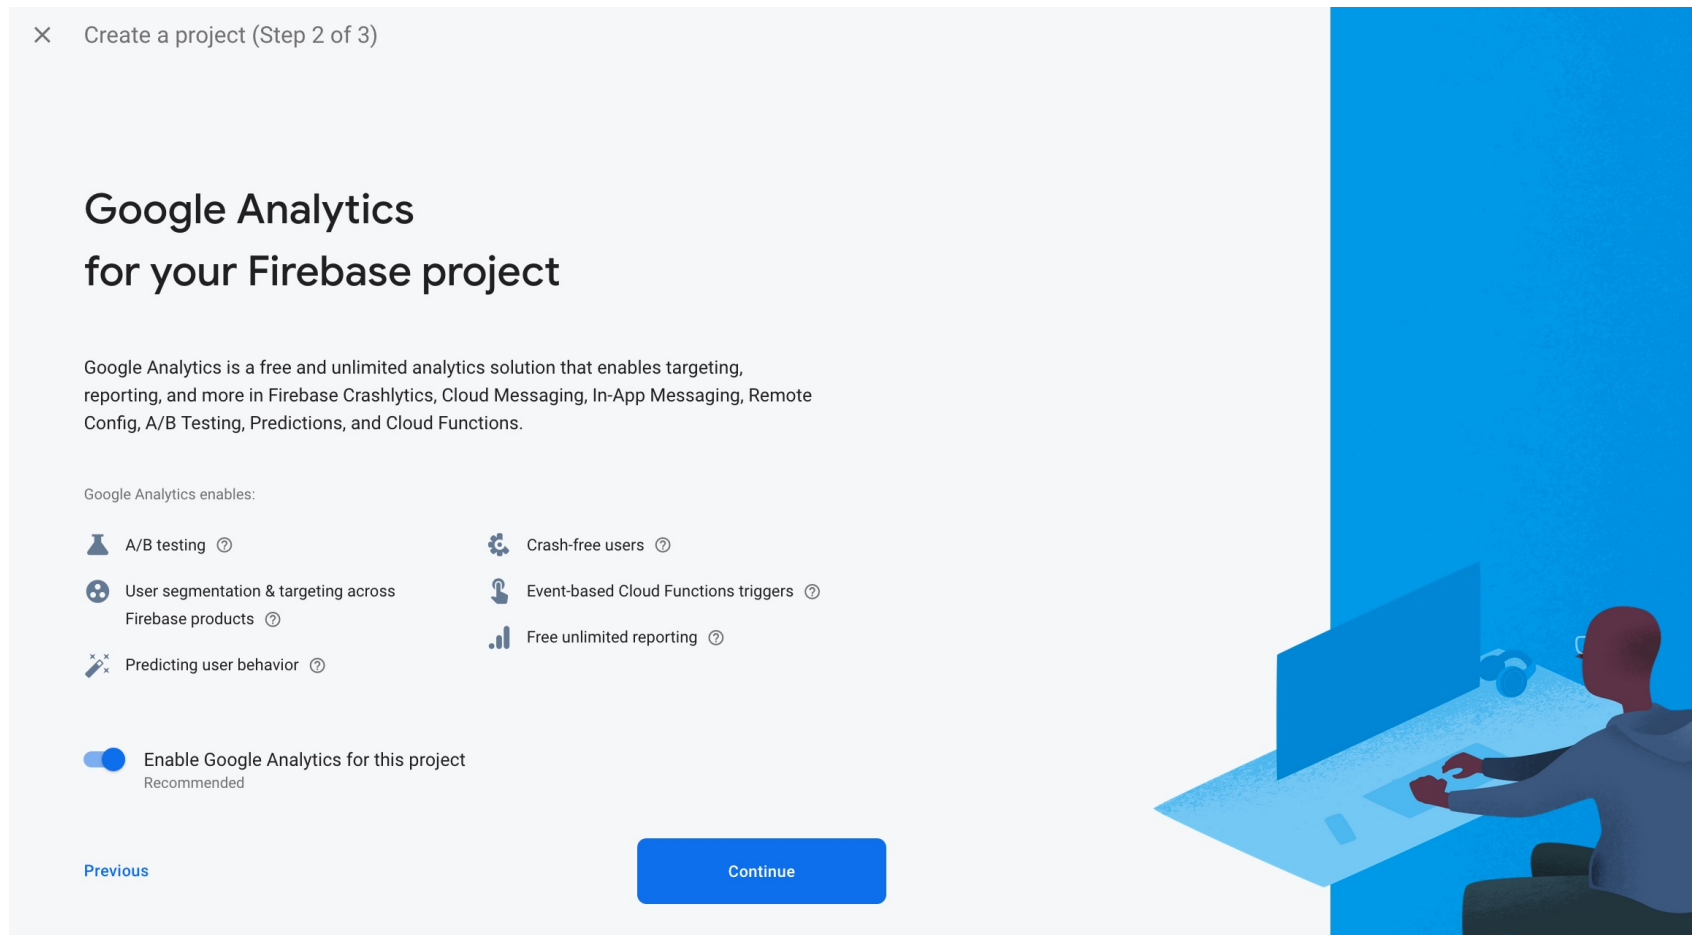 Create a project (Step 2 of 3)
Google Analytics
for your Firebase project
Google Analytics is a free and unlimited analytics solution that enables targeting,
reporting, and more in Firebase Crashlytics, Cloud Messaging, In-App Messaging, Remote
Config, A/B Testing, Predictions, and Cloud Functions.
Google Analytics enables:
A/B testing
User segmentation & targeting across
Firebase products
Predicting user behavior
Crash-free users
Event-based Cloud Functions triggers
Free unlimited reporting
Enable Google Analytics for this project
Recommended
Previous
Continue